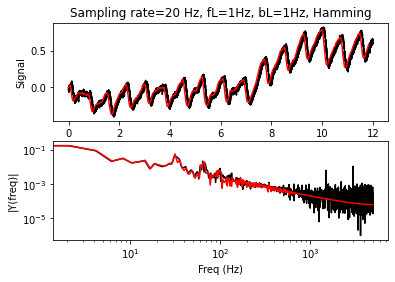 Sampling rate=20 Hz, fL=1Hz, bL=1Hz, Hamming
Signal
0.5
0.0
0 2 4 6 8 10 12
|Y(freq)|
10⁻¹
10⁻³
10⁻⁵
10¹ 10² 10³
Freq (Hz)